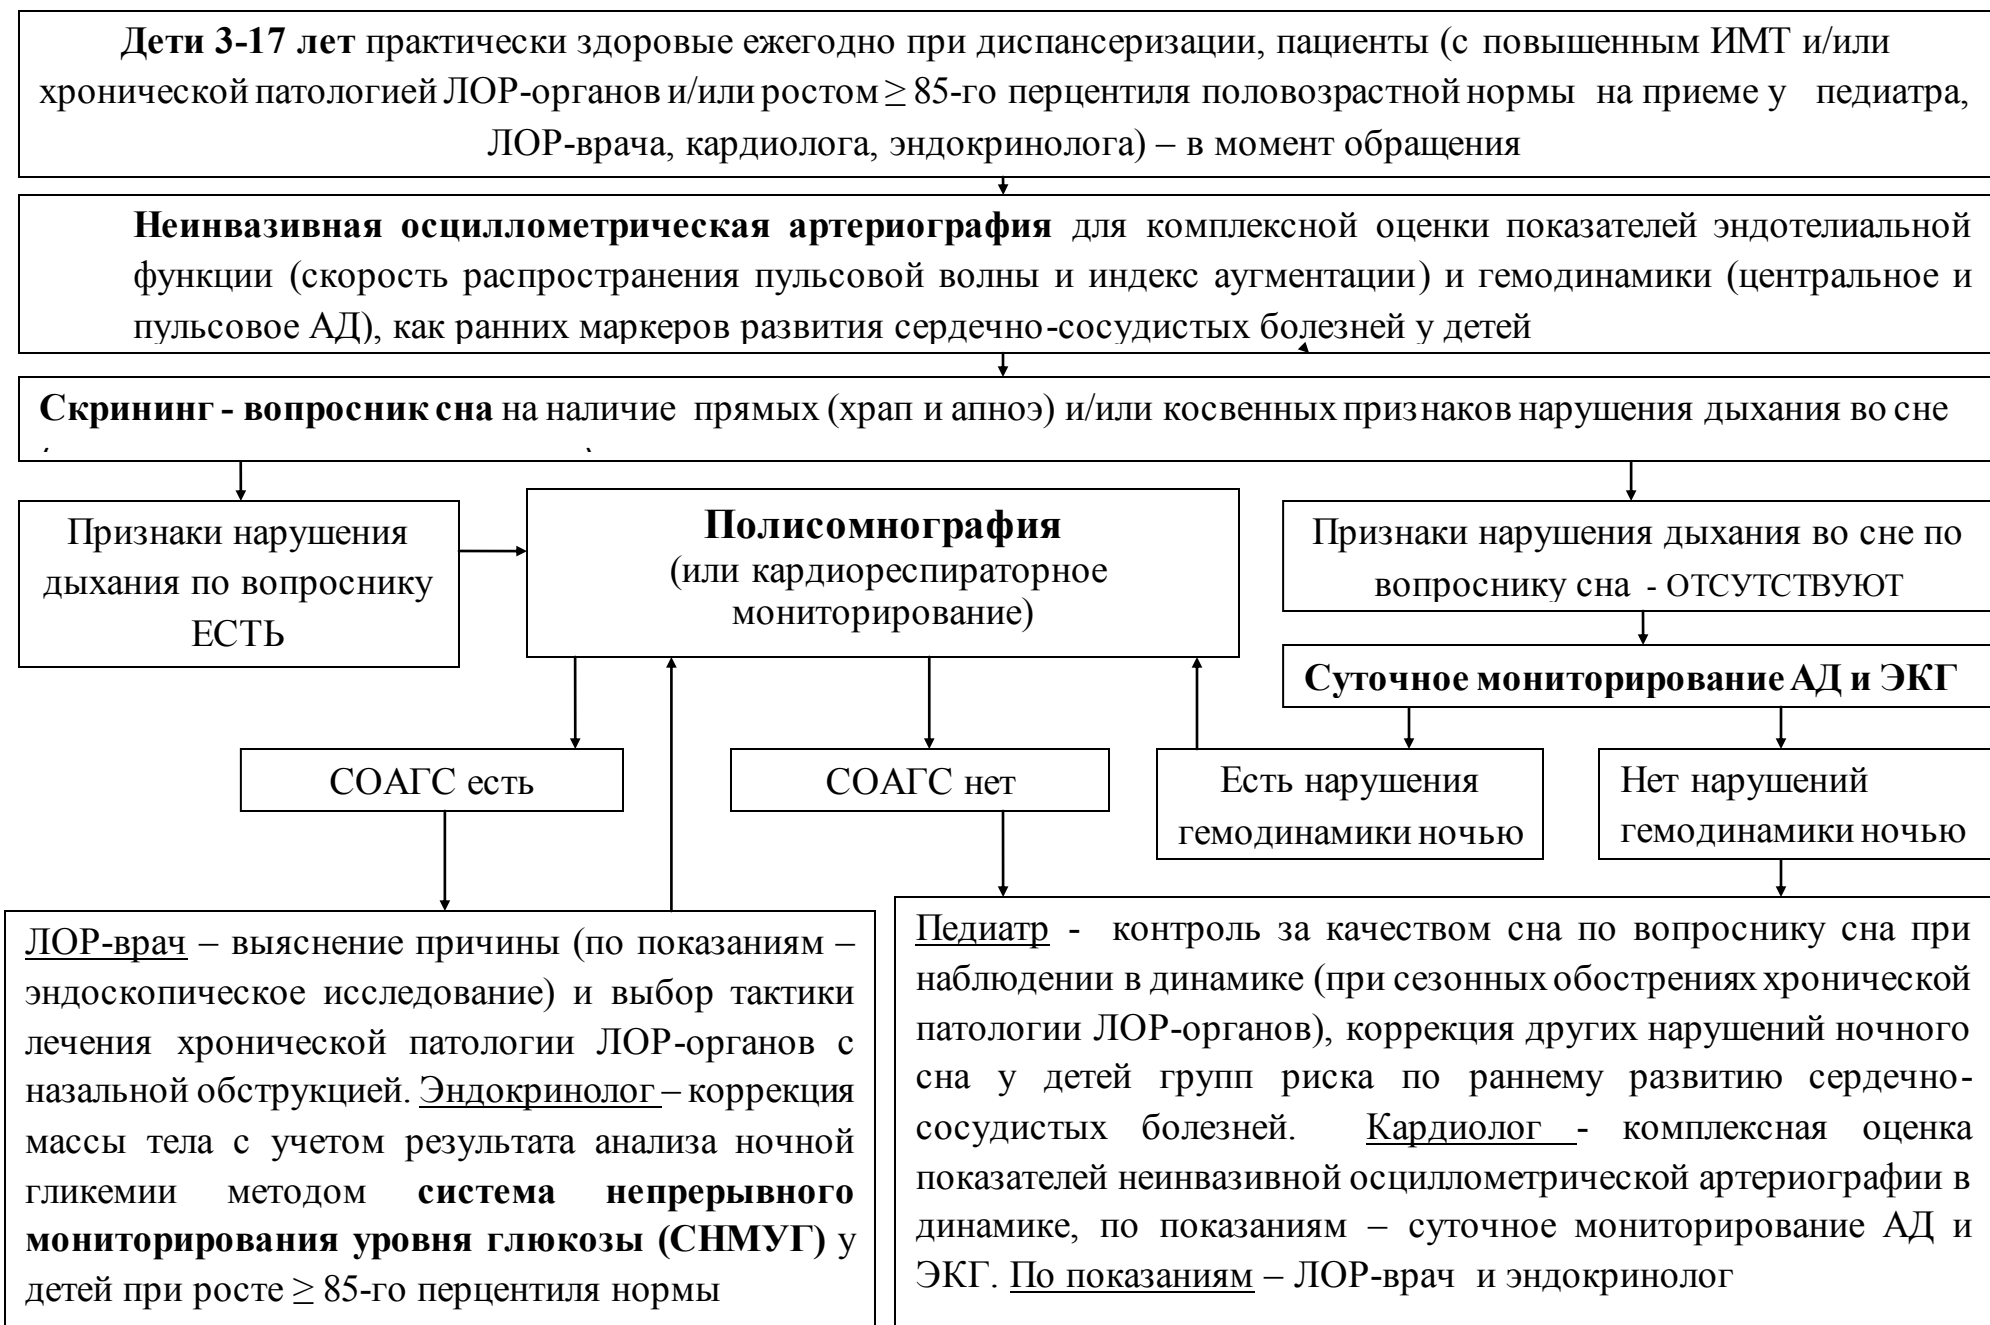 Дети 3-17 лет практически здоровые ежегодно при диспансеризации, пациенты (с повышенным ИМТ и/или
хронической патологией ЛОР-органов и/или ростом ≥ 85-го перцентиля половозрастной нормы на приеме у педиатра,
ЛОР-врача, кардиолога, эндокринолога) – в момент обращения
Неинвазивная осциллометрическая артериография для комплексной оценки показателей эндотелиальной
функции (скорость распространения пульсовой волны и индекс аугментации) и гемодинамики (центральное и
пульсовое АД), как ранних маркеров развития сердечно-сосудистых болезней у детей
Скрининг - вопросник сна на наличие прямых (храп и апноэ) и/или косвенных признаков нарушения дыхания во сне
Признаки нарушения
дыхания по вопроснику
ЕСТЬ
Полисомнография
(или кардиореспираторное
мониторирование)
Признаки нарушения дыхания во сне по
вопроснику сна - ОТСУТСТВУЮТ
Суточное мониторирование АД и ЭКГ
СОАГС есть
СОАГС нет
Есть нарушения
гемодинамики ночью
Нет нарушений
гемодинамики ночью
ЛОР-врач – выяснение причины (по показаниям –
эндоскопическое исследование) и выбор тактики
лечения хронической патологии ЛОР-органов с
назальной обструкцией. Эндокринолог – коррекция
массы тела с учетом результата анализа ночной
гликемии методом система непрерывного
мониторирования уровня глюкозы (СНМУГ) у
детей при росте ≥ 85-го перцентиля нормы
Педиатр - контроль за качеством сна по вопроснику сна при
наблюдении в динамике (при сезонных обострениях хронической
патологии ЛОР-органов), коррекция других нарушений ночного
сна у детей групп риска по раннему развитию сердечно-
сосудистых болезней. Кардиолог - комплексная оценка
показателей неинвазивной осциллометрической артериографии в
динамике, по показаниям – суточное мониторирование АД и
ЭКГ. По показаниям – ЛОР-врач и эндокринолог